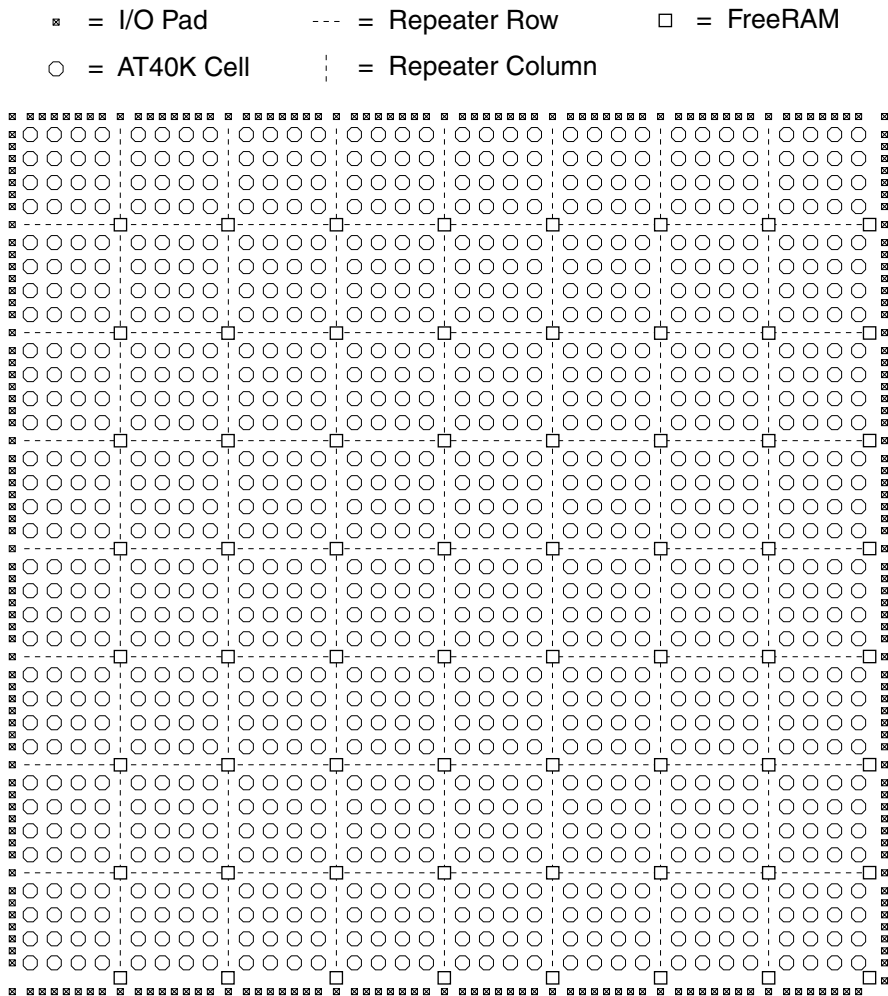 = I/O Pad
= Repeater Row
= FreeRAM
= AT40K Cell
= Repeater Column